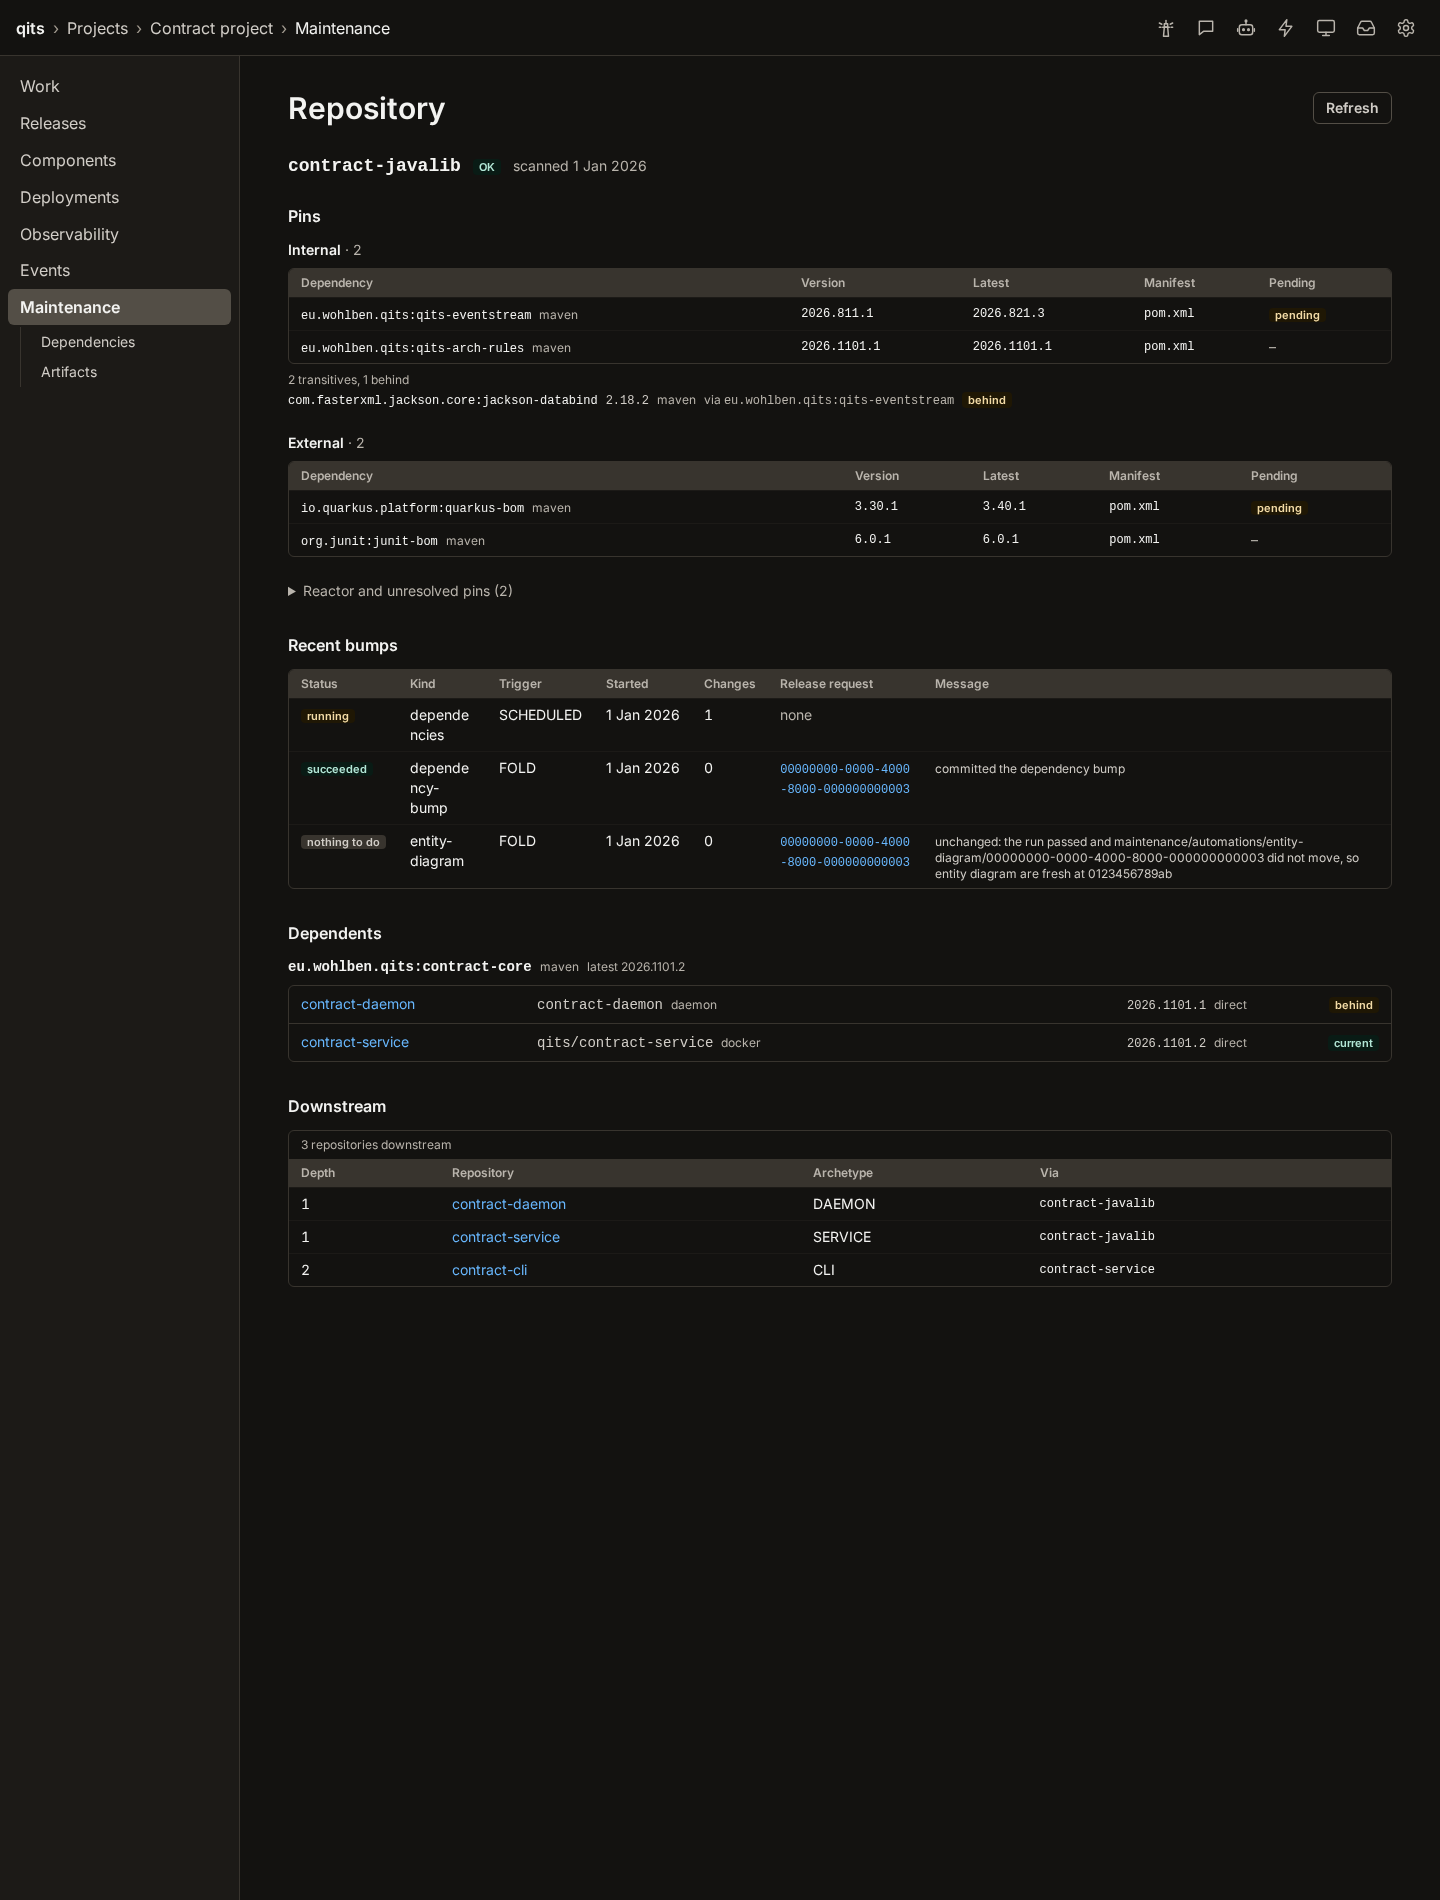 qits › Projects › Contract project › Maintenance
Work
Releases
Components
Deployments
Observability
Events
Maintenance
Dependencies
Artifacts
Repository
Refresh
contract-javalib OK scanned 1 Jan 2026
Pins
Internal · 2
Dependency Version Latest Manifest Pending
eu.wohlben.qits:qits-eventstream maven 2026.811.1 2026.821.3 pom.xml pending
eu.wohlben.qits:qits-arch-rules maven 2026.1101.1 2026.1101.1 pom.xml –
2 transitives, 1 behind
com.fasterxml.jackson.core:jackson-databind 2.18.2 maven via eu.wohlben.qits:qits-eventstream behind
External · 2
Dependency Version Latest Manifest Pending
io.quarkus.platform:quarkus-bom maven 3.30.1 3.40.1 pom.xml pending
org.junit:junit-bom maven 6.0.1 6.0.1 pom.xml –
Reactor and unresolved pins (2)
Recent bumps
Status Kind Trigger Started Changes Release request Message
running depende SCHEDULED 1 Jan 2026 1 none
ncies
succeeded depende FOLD 1 Jan 2026 0 00000000-0000-4000 committed the dependency bump
ncy- -8000-000000000003
bump
nothing to do entity- FOLD 1 Jan 2026 0 00000000-0000-4000 unchanged: the run passed and maintenance/automations/entity-
diagram -8000-000000000003 diagram/00000000-0000-4000-8000-000000000003 did not move, so
entity diagram are fresh at 0123456789ab
Dependents
eu.wohlben.qits:contract-core maven latest 2026.1101.2
contract-daemon contract-daemon daemon 2026.1101.1 direct behind
contract-service qits/contract-service docker 2026.1101.2 direct current
Downstream
3 repositories downstream
Depth Repository Archetype Via
1 contract-daemon DAEMON contract-javalib
1 contract-service SERVICE contract-javalib
2 contract-cli CLI contract-service